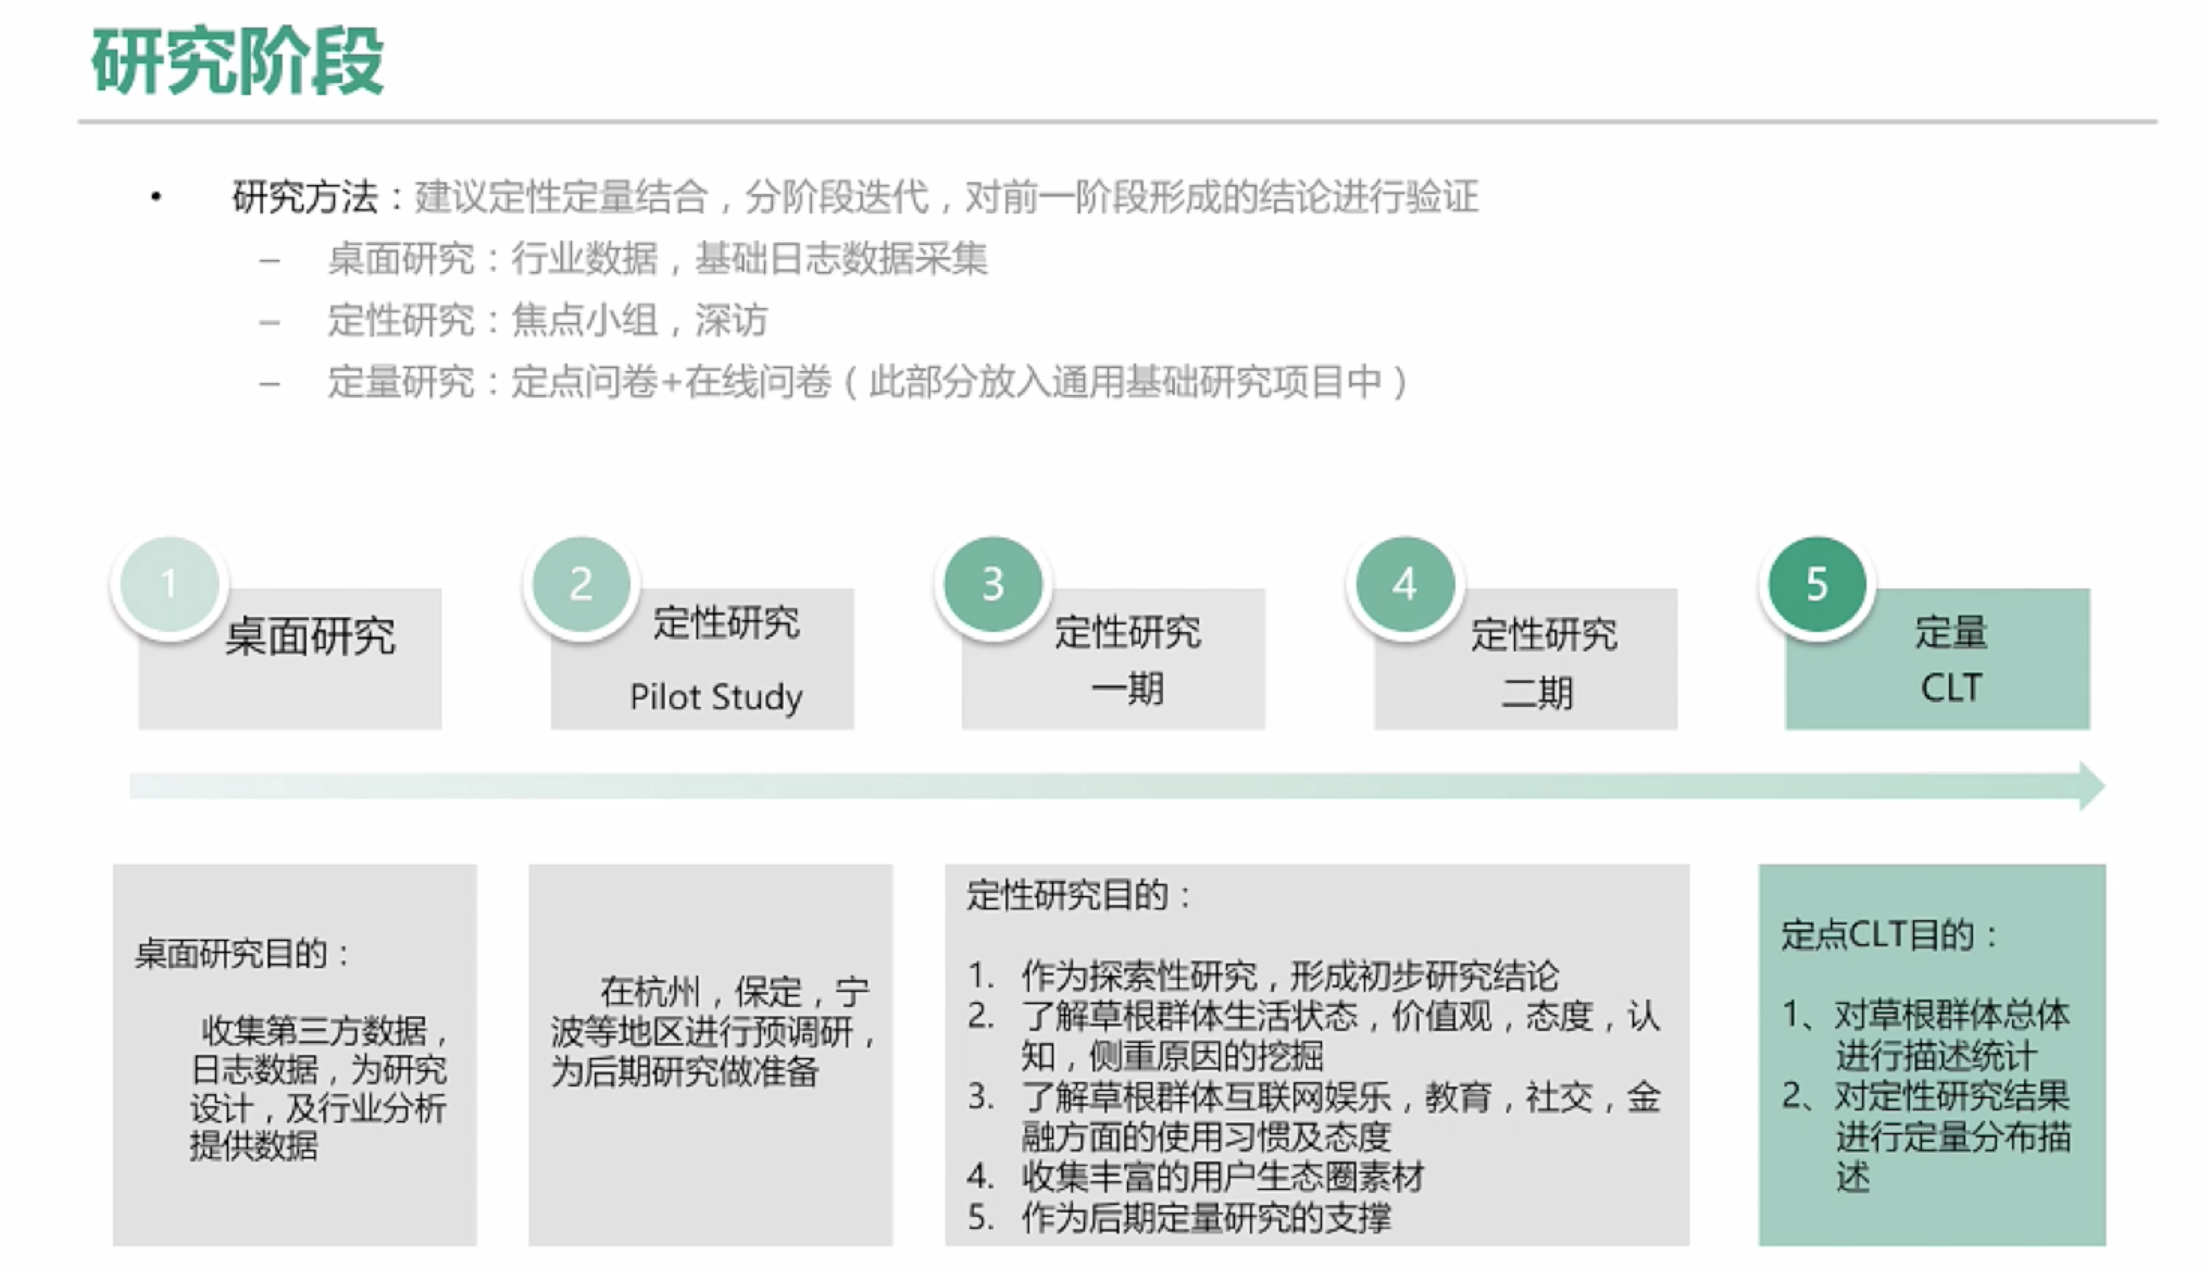 研究阶段
• 研究方法：建议定性定量结合，分阶段迭代，对前一阶段形成的结论进行验证
– 桌面研究：行业数据，基础日志数据采集
– 定性研究：焦点小组，深访
– 定量研究：定点问卷+在线问卷（此部分放入通用基础研究项目中）
1
桌面研究
2
定性研究
Pilot Study
3
定性研究
一期
4
定性研究
二期
5
定量
CLT
桌面研究目的：
收集第三方数据，
日志数据，为研究
设计，及行业分析
提供数据
在杭州，保定，宁
波等地区进行预调研，
为后期研究做准备
定性研究目的：
1. 作为探索性研究，形成初步研究结论
2. 了解草根群体生活状态，价值观，态度，认
知，侧重原因的挖掘
3. 了解草根群体互联网娱乐，教育，社交，金
融方面的使用习惯及态度
4. 收集丰富的用户生态圈素材
5. 作为后期定量研究的支撑
定点CLT目的：
1、对草根群体总体
进行描述统计
2、对定性研究结果
进行定量分布描
述